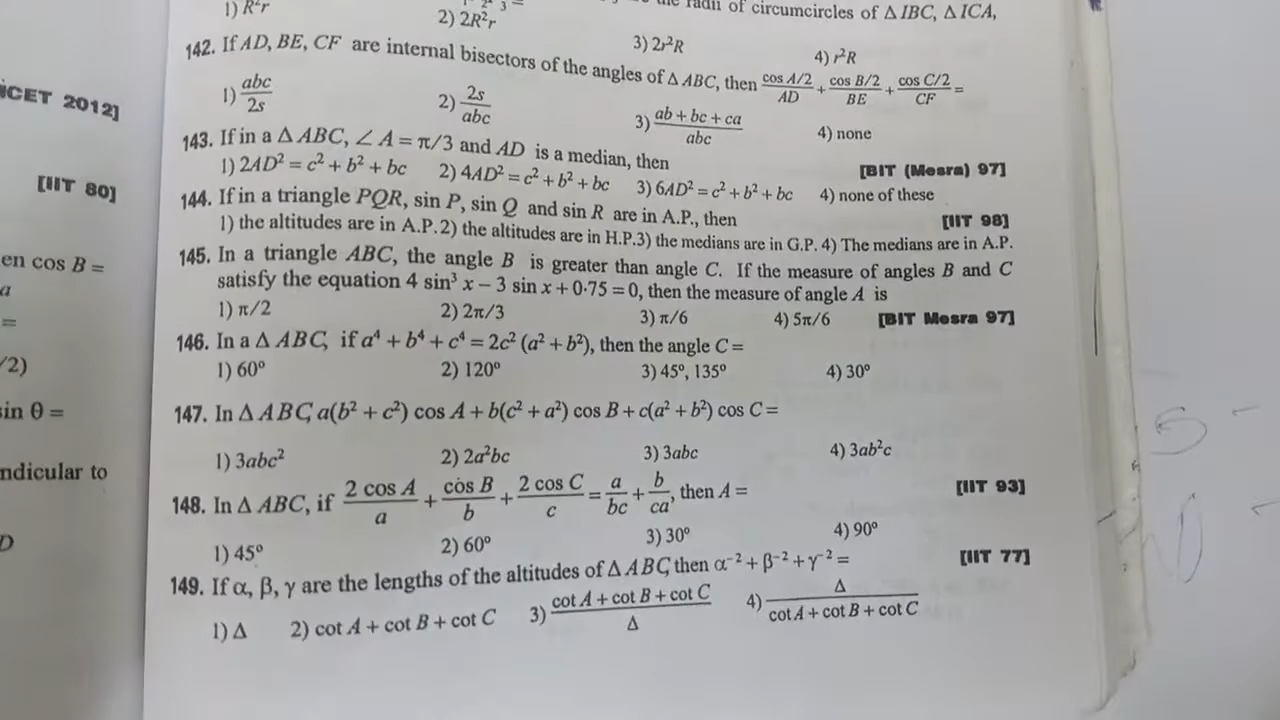 the radii of circumcircles of Δ IBC, Δ ICA,
1) R²r 2) 2R²r 3) 2r²R 4) r²R
142. If AD, BE, CF are internal bisectors of the angles of Δ ABC, then cos A/2 / AD + cos B/2 / BE + cos C/2 / CF =
1) abc / 2s 2) 2s / abc 3) ab + bc + ca / abc 4) none
143. If in a Δ ABC, ∠ A = π/3 and AD is a median, then [BIT (Mesra) 97]
1) 2AD² = c² + b² + bc 2) 4AD² = c² + b² + bc 3) 6AD² = c² + b² + bc 4) none of these
144. If in a triangle PQR, sin P, sin Q and sin R are in A.P., then [IIT 98]
1) the altitudes are in A.P. 2) the altitudes are in H.P. 3) the medians are in G.P. 4) The medians are in A.P.
145. In a triangle ABC, the angle B is greater than angle C. If the measure of angles B and C
satisfy the equation 4 sin³ x – 3 sin x + 0·75 = 0, then the measure of angle A is
1) π/2 2) 2π/3 3) π/6 4) 5π/6 [BIT Mesra 97]
146. In a Δ ABC, if a⁴ + b⁴ + c⁴ = 2c² (a² + b²), then the angle C =
1) 60° 2) 120° 3) 45°, 135° 4) 30°
147. In Δ ABC, a(b² + c²) cos A + b(c² + a²) cos B + c(a² + b²) cos C =
1) 3abc² 2) 2a²bc 3) 3abc 4) 3ab²c
148. In Δ ABC, if 2 cos A / a + cos B / b + 2 cos C / c = a / bc + b / ca, then A = [IIT 93]
1) 45° 2) 60° 3) 30° 4) 90°
149. If α, β, γ are the lengths of the altitudes of Δ ABC, then α⁻² + β⁻² + γ⁻² = [IIT 77]
1) Δ 2) cot A + cot B + cot C 3) cot A + cot B + cot C / Δ 4) Δ / cot A + cot B + cot C
CET 2012]
[IIT 80]
en cos B =
a
=
/2)
sin θ =
ndicular to
D